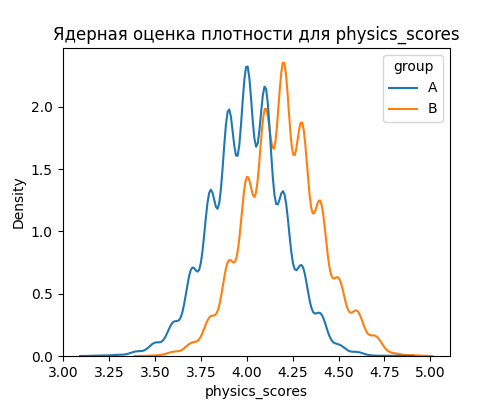 Ядерная оценка плотности для physics_scores
group
A
B
Density
2.0
1.5
1.0
0.5
0.0
3.00 3.25 3.50 3.75 4.00 4.25 4.50 4.75 5.00
physics_scores